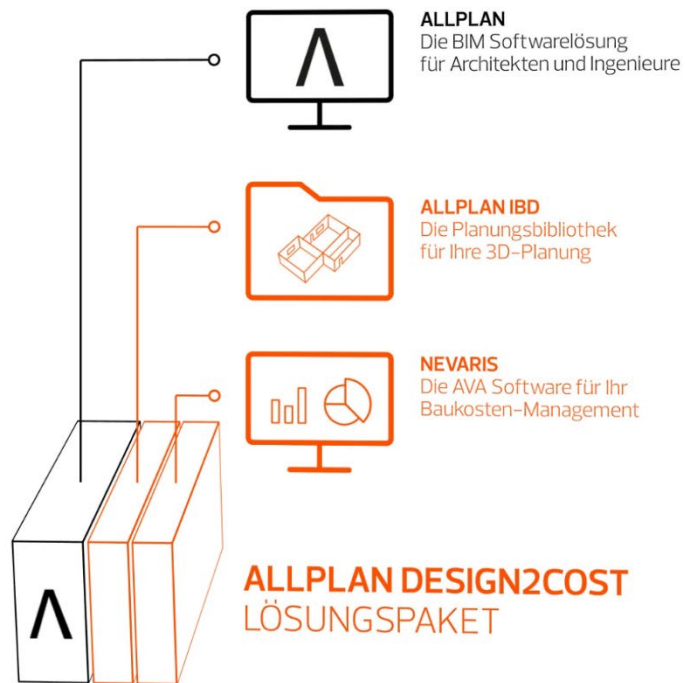 ALLPLAN
Die BIM Softwarelösung
für Architekten und Ingenieure
ALLPLAN IBD
Die Planungsbibliothek
für Ihre 3D-Planung
NEVARIS
Die AVA Software für Ihr
Baukosten-Management
ALLPLAN DESIGN2COST
LÖSUNGSPAKET